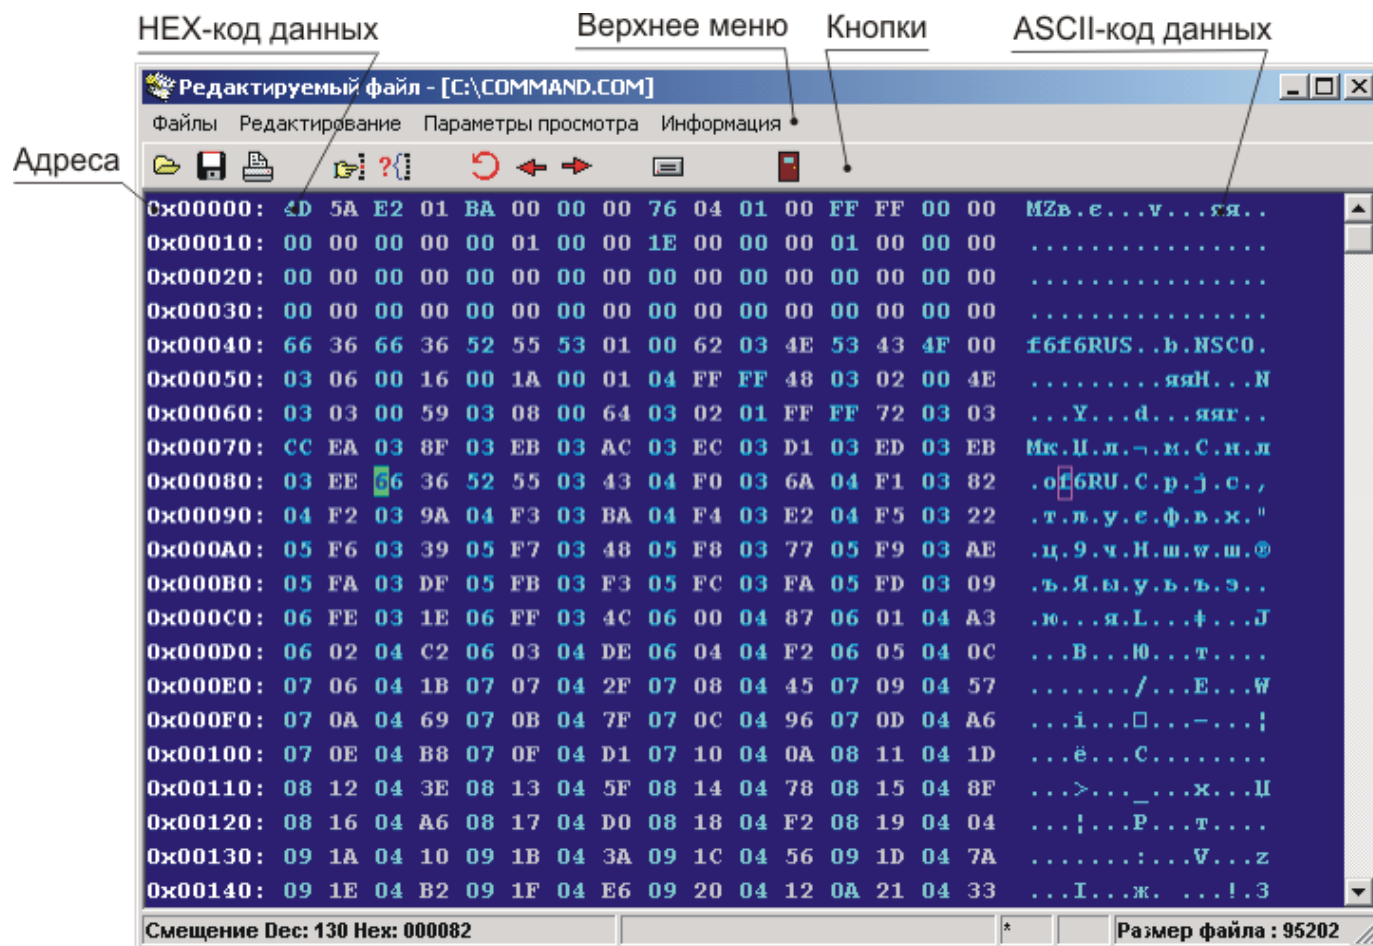 HEX-код данных Верхнее меню Кнопки ASCII-код данных
Редактируемый файл - [C:\COMMAND.COM]
Файлы Редактирование Параметры просмотра Информация
Адреса
0x00000: 4D 5A E2 01 BA 00 00 00 76 04 01 00 FF FF 00 00 MZв.є...v...яя..
0x00010: 00 00 00 00 00 01 00 00 1E 00 00 00 01 00 00 00 ................
0x00020: 00 00 00 00 00 00 00 00 00 00 00 00 00 00 00 00 ................
0x00030: 00 00 00 00 00 00 00 00 00 00 00 00 00 00 00 00 ................
0x00040: 66 36 66 36 52 55 53 01 00 62 03 4E 53 43 4F 00 f6f6RUS..b.NSCO.
0x00050: 03 06 00 16 00 1A 00 01 04 FF FF 48 03 02 00 4E .........яяH...N
0x00060: 03 03 00 59 03 08 00 64 03 02 01 FF FF 72 03 03 ...Y...d...яяr..
0x00070: CC EA 03 8F 03 EB 03 AC 03 EC 03 D1 03 ED 03 EB Мк.Џ.л.¬.м.С.н.л
0x00080: 03 EE 66 36 52 55 03 43 04 F0 03 6A 04 F1 03 82 .оf6RU.C.р.j.с.‚
0x00090: 04 F2 03 9A 04 F3 03 BA 04 F4 03 E2 04 F5 03 22 .т.љ.у.є.ф.в.х."
0x000A0: 05 F6 03 39 05 F7 03 48 05 F8 03 77 05 F9 03 AE .ц.9.ч.H.ш.w.щ.®
0x000B0: 05 FA 03 DF 05 FB 03 F3 05 FC 03 FA 05 FD 03 09 .ъ.Я.ы.у.ь.ъ.э..
0x000C0: 06 FE 03 1E 06 FF 03 4C 06 00 04 87 06 01 04 A3 .ю...я.L...‡...Ј
0x000D0: 06 02 04 C2 06 03 04 DE 06 04 04 F2 06 05 04 0C ...В...Ю...т....
0x000E0: 07 06 04 1B 07 07 04 2F 07 08 04 45 07 09 04 57 ......./...E...W
0x000F0: 07 0A 04 69 07 0B 04 7F 07 0C 04 96 07 0D 04 A6 ...i...□...–...¦
0x00100: 07 0E 04 B8 07 0F 04 D1 07 10 04 0A 08 11 04 1D ...ё...С........
0x00110: 08 12 04 3E 08 13 04 5F 08 14 04 78 08 15 04 8F ...>..._...x...Џ
0x00120: 08 16 04 A6 08 17 04 D0 08 18 04 F2 08 19 04 04 ...¦...Р...т....
0x00130: 09 1A 04 10 09 1B 04 3A 09 1C 04 56 09 1D 04 7A .......:...V...z
0x00140: 09 1E 04 B2 09 1F 04 E6 09 20 04 12 0A 21 04 33 ...І...ж. ...!.3
Смещение Dec: 130 Hex: 000082 * Размер файла : 95202